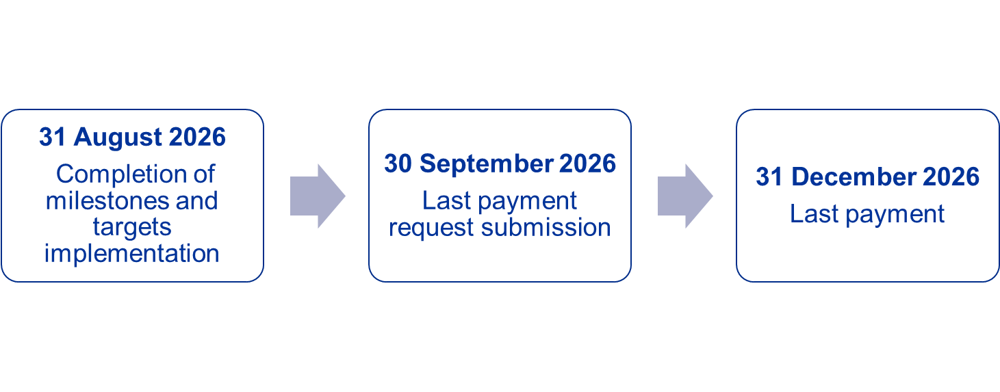 31 August 2026
Completion of
milestones and
targets
implementation
30 September 2026
Last payment
request submission
31 December 2026
Last payment